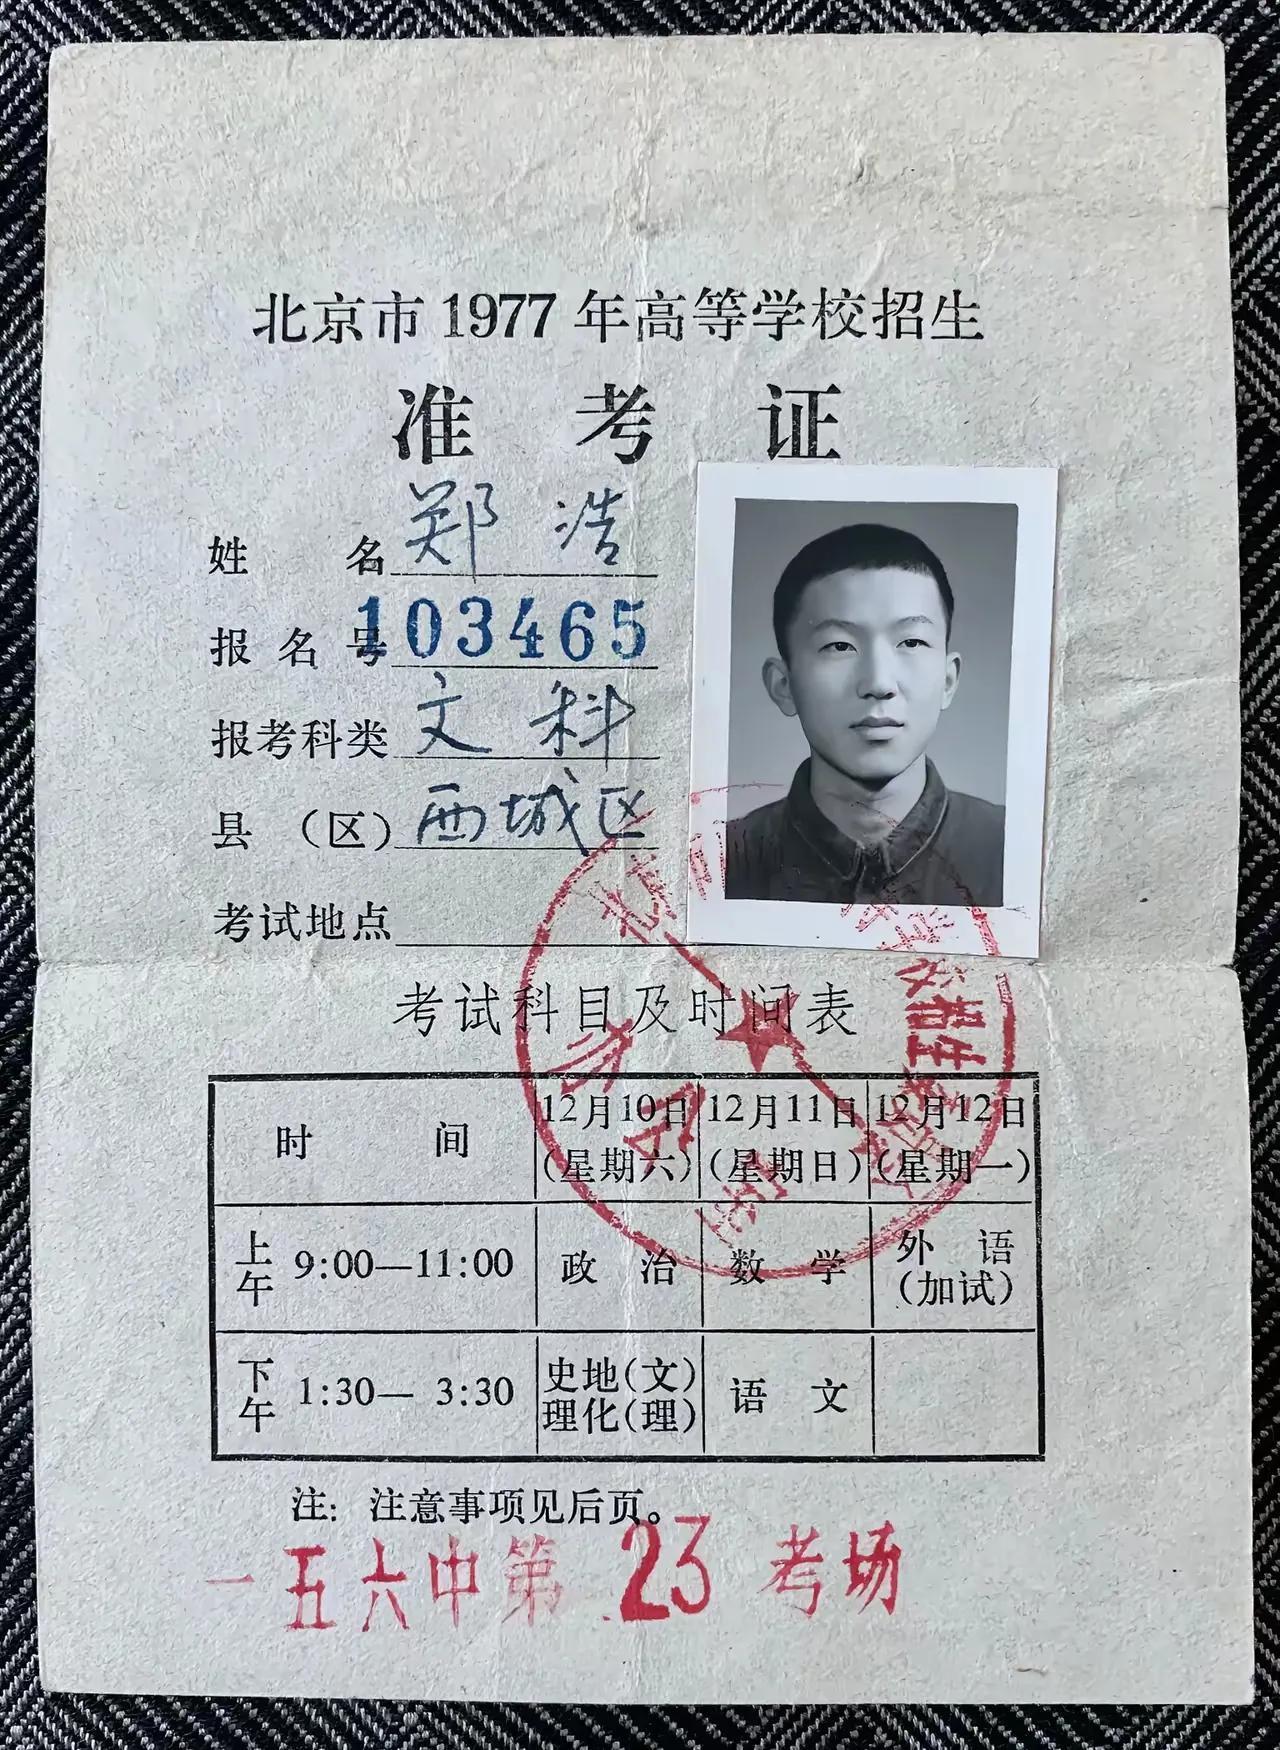 北京市1977年高等学校招生
准考证
姓名 郑浩
报名号 103465
报考科类 文科
县（区） 西城区
考试地点
考试科目及时间表
时间 12月10日（星期六） 12月11日（星期日） 12月12日（星期一）
上午 9:00—11:00 政治 数学 外语（加试）
下午 1:30—3:30 史地（文） 理化（理） 语文
注：注意事项见后页。
一五六中第23考场